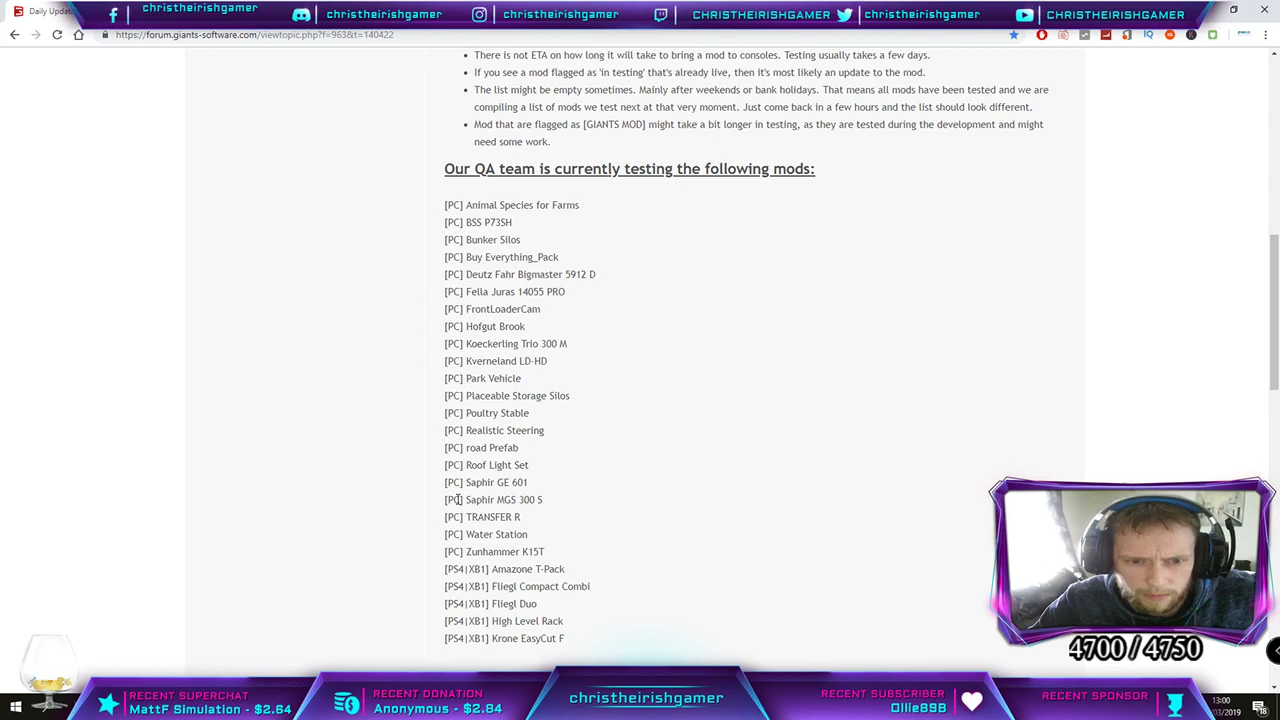 Daily Updat
christheirishgamer
christheirishgamer
christheirishgamer
CHRISTHEIRISHGAMER
christheirishgamer
CHRISTHEIRISHGAMER
https://forum.giants-software.com/viewtopic.php?f=963&t=140422
There is not ETA on how long it will take to bring a mod to consoles. Testing usually takes a few days.
If you see a mod flagged as 'in testing' that's already live, then it's most likely an update to the mod.
The list might be empty sometimes. Mainly after weekends or bank holidays. That means all mods have been tested and we are
compiling a list of mods we test next at that very moment. Just come back in a few hours and the list should look different.
Mod that are flagged as [GIANTS MOD] might take a bit longer in testing, as they are tested during the development and might
need some work.
Our QA team is currently testing the following mods:
[PC] Animal Species for Farms
[PC] BSS P73SH
[PC] Bunker Silos
[PC] Buy Everything_Pack
[PC] Deutz Fahr Bigmaster 5912 D
[PC] Fella Juras 14055 PRO
[PC] FrontLoaderCam
[PC] Hofgut Brook
[PC] Koeckerling Trio 300 M
[PC] Kverneland LD-HD
[PC] Park Vehicle
[PC] Placeable Storage Silos
[PC] Poultry Stable
[PC] Realistic Steering
[PC] road Prefab
[PC] Roof Light Set
[PC] Saphir GE 601
[PC] Saphir MGS 300 S
[PC] TRANSFER R
[PC] Water Station
[PC] Zunhammer K15T
[PS4|XB1] Amazone T-Pack
[PS4|XB1] Fliegl Compact Combi
[PS4|XB1] Fliegl Duo
[PS4|XB1] High Level Rack
[PS4|XB1] Krone EasyCut F
4700 / 4750
RECENT SUPERCHAT
MattF Simulation - $2.84
RECENT DONATION
Anonymous - $2.84
christheirishgamer
RECENT SUBSCRIBER
Ollie89B
RECENT SPONSOR
13:00
03/2019
18